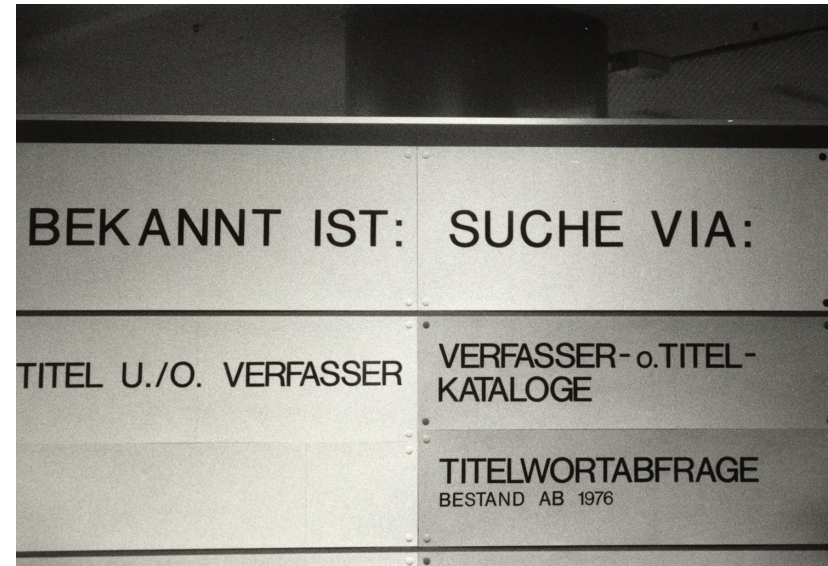 BEKANNT IST:
SUCHE VIA:
TITEL U./O. VERFASSER
VERFASSER- o. TITEL-
KATALOGE
TITELWORTABFRAGE
BESTAND AB 1976